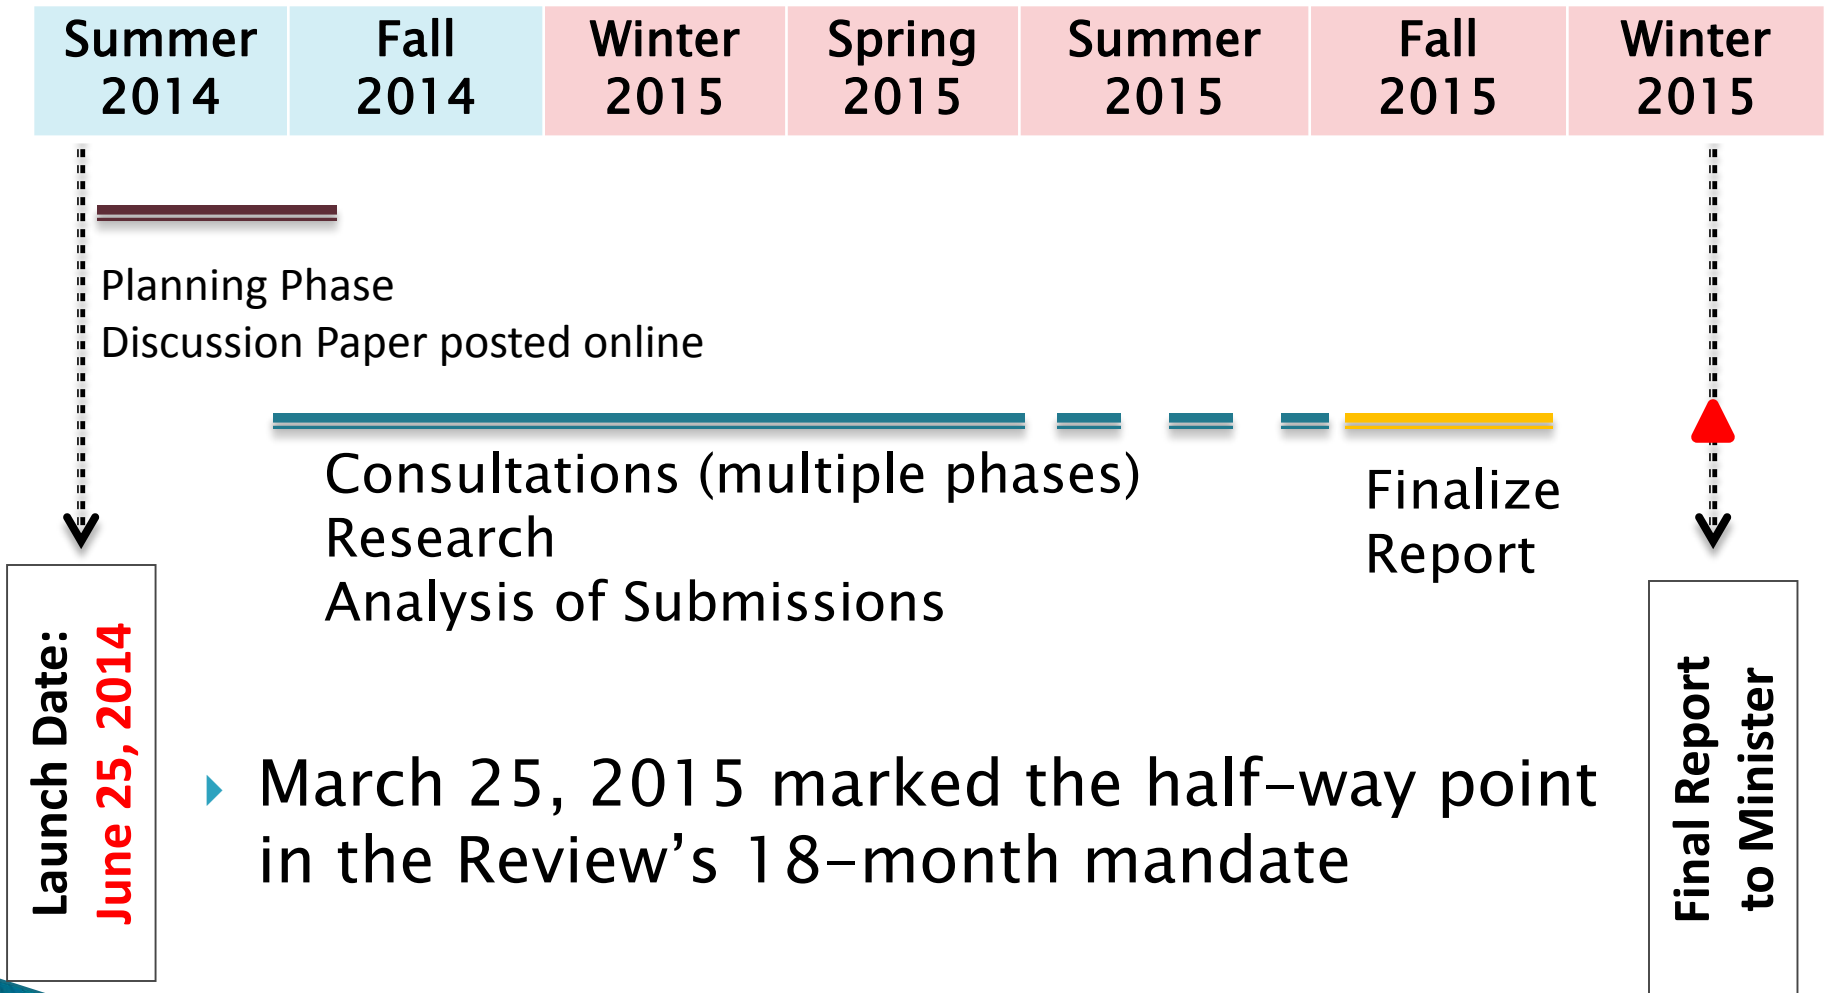 Summer
2014
Fall
2014
Winter
2015
Spring
2015
Summer
2015
Fall
2015
Winter
2015
Planning Phase
Discussion Paper posted online
Consultations (multiple phases)
Research
Analysis of Submissions
Finalize
Report
Launch Date:
June 25, 2014
Final Report
to Minister
March 25, 2015 marked the half-way point
in the Review’s 18-month mandate